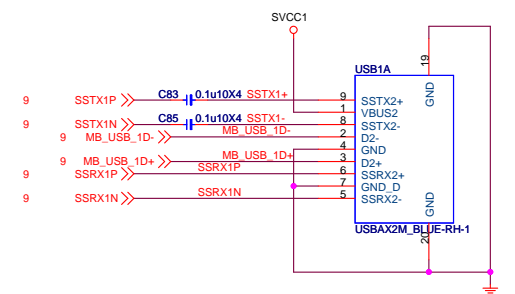 SVCC1
19
USB1A
GND
C83 0.1u10X4 SSTX1+
9 SSTX1P 9 SSTX2+
1 VBUS2
C85 0.1u10X4 SSTX1-
9 SSTX1N 8 SSTX2-
9 MB_USB_1D- MB_USB_1D- 2 D2-
4 GND
9 MB_USB_1D+ MB_USB_1D+ 3 D2+
9 SSRX1P SSRX1P 6 SSRX2+
7 GND_D
9 SSRX1N SSRX1N 5 SSRX2-
GND
USBAX2M_BLUE-RH-1
20